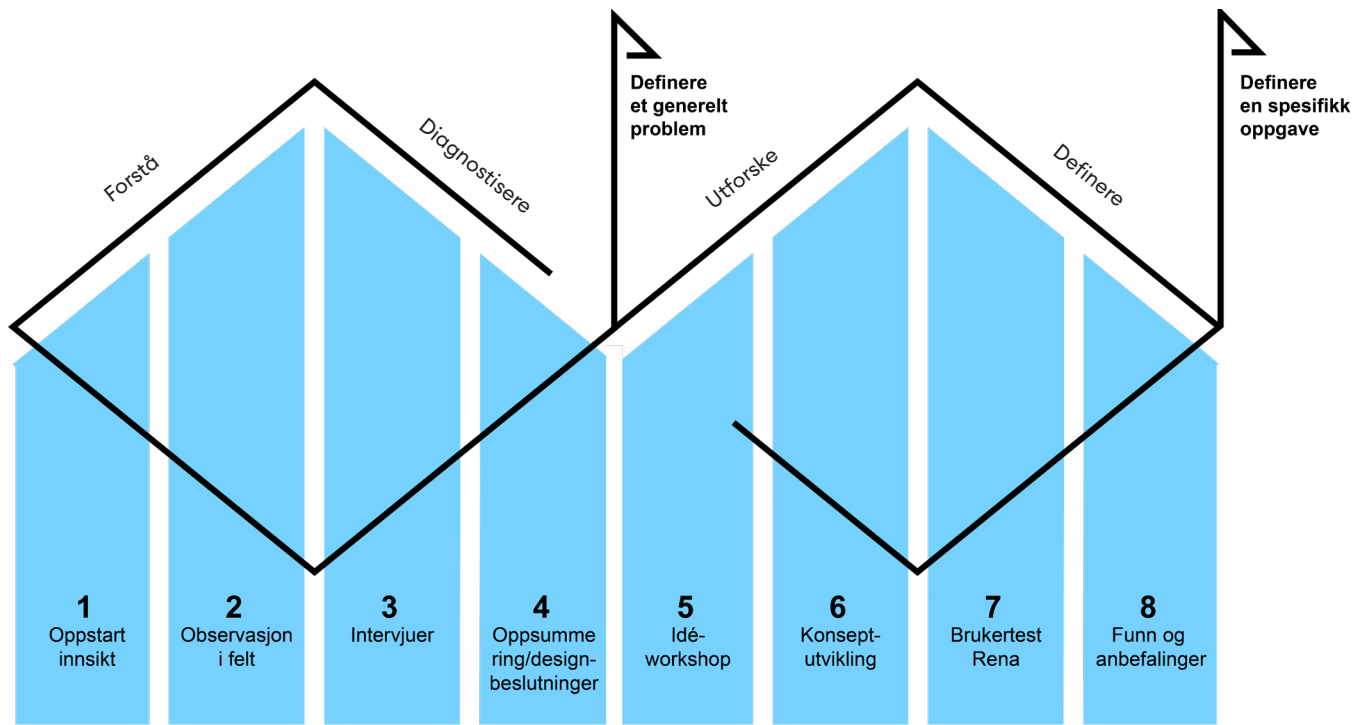 Forstå
Diagnostisere
Definere
et generelt
problem
Utforske
Definere
Definere
en spesifikk
oppgave
1
Oppstart
innsikt
2
Observasjon
i felt
3
Intervjuer
4
Oppsumme
ring/design-
beslutninger
5
Idé-
workshop
6
Konsept-
utvikling
7
Brukertest
Rena
8
Funn og
anbefalinger